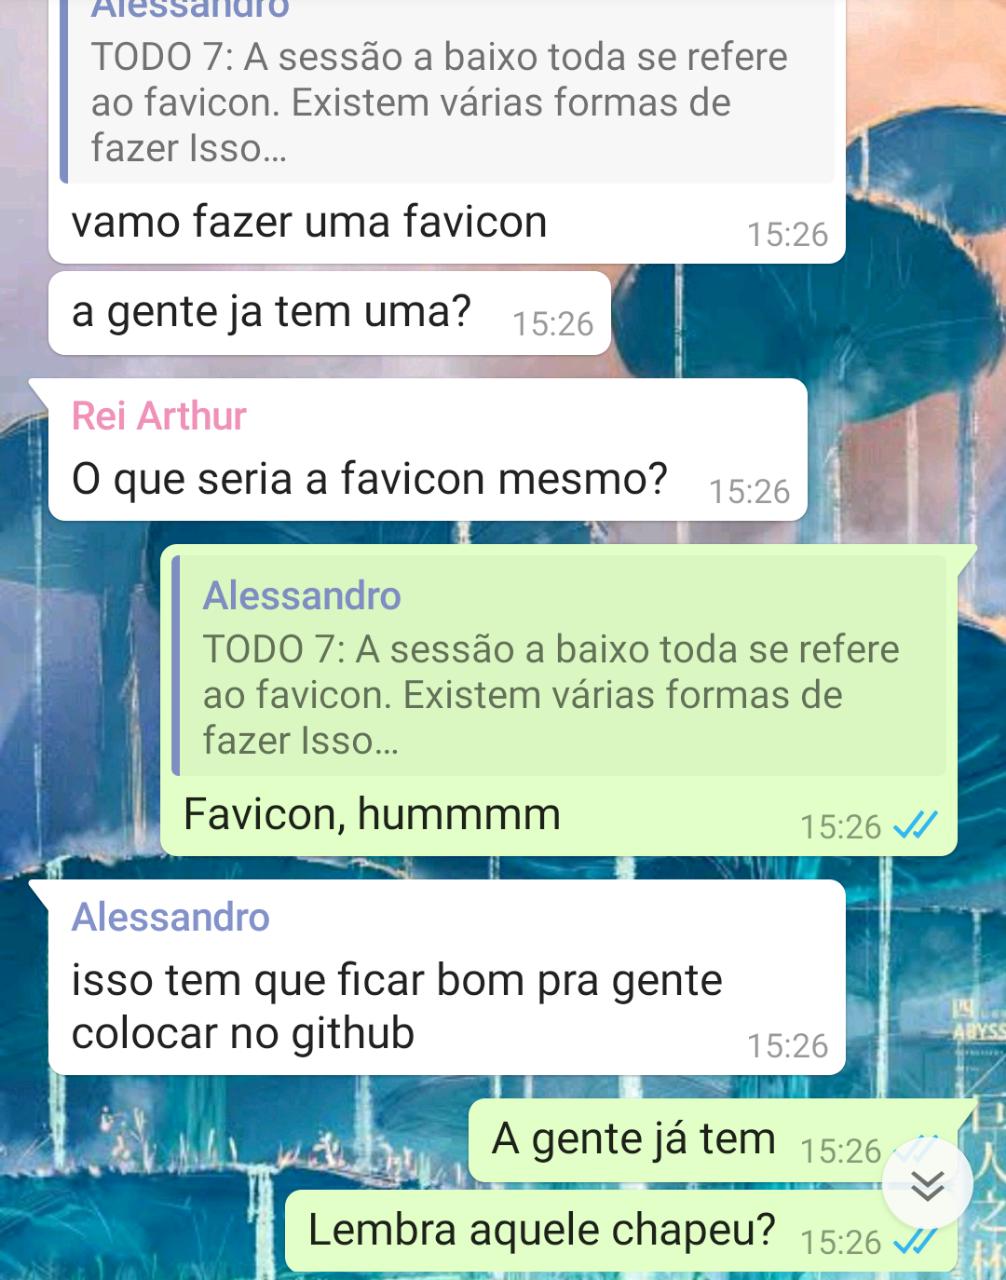 Alessandro
TODO 7: A sessão a baixo toda se refere
ao favicon. Existem várias formas de
fazer Isso...
vamo fazer uma favicon
15:26
a gente ja tem uma?
15:26
Rei Arthur
O que seria a favicon mesmo?
15:26
Alessandro
TODO 7: A sessão a baixo toda se refere
ao favicon. Existem várias formas de
fazer Isso...
Favicon, hummmm
15:26
Alessandro
isso tem que ficar bom pra gente
colocar no github
15:26
ABYSS
A gente já tem
15:26
Lembra aquele chapeu?
15:26